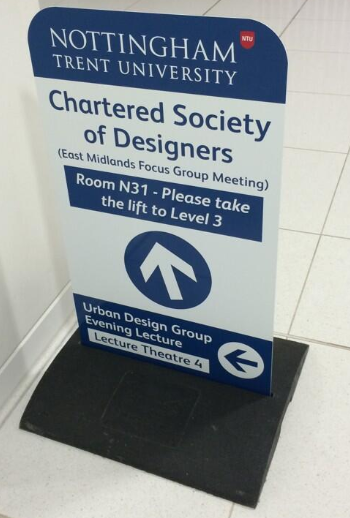 NOTTINGHAM
NTU
TRENT UNIVERSITY
Chartered Society
of Designers
(East Midlands Focus Group Meeting)
Room N31 - Please take
the lift to Level 3
Urban Design Group
Evening Lecture
Lecture Theatre 4